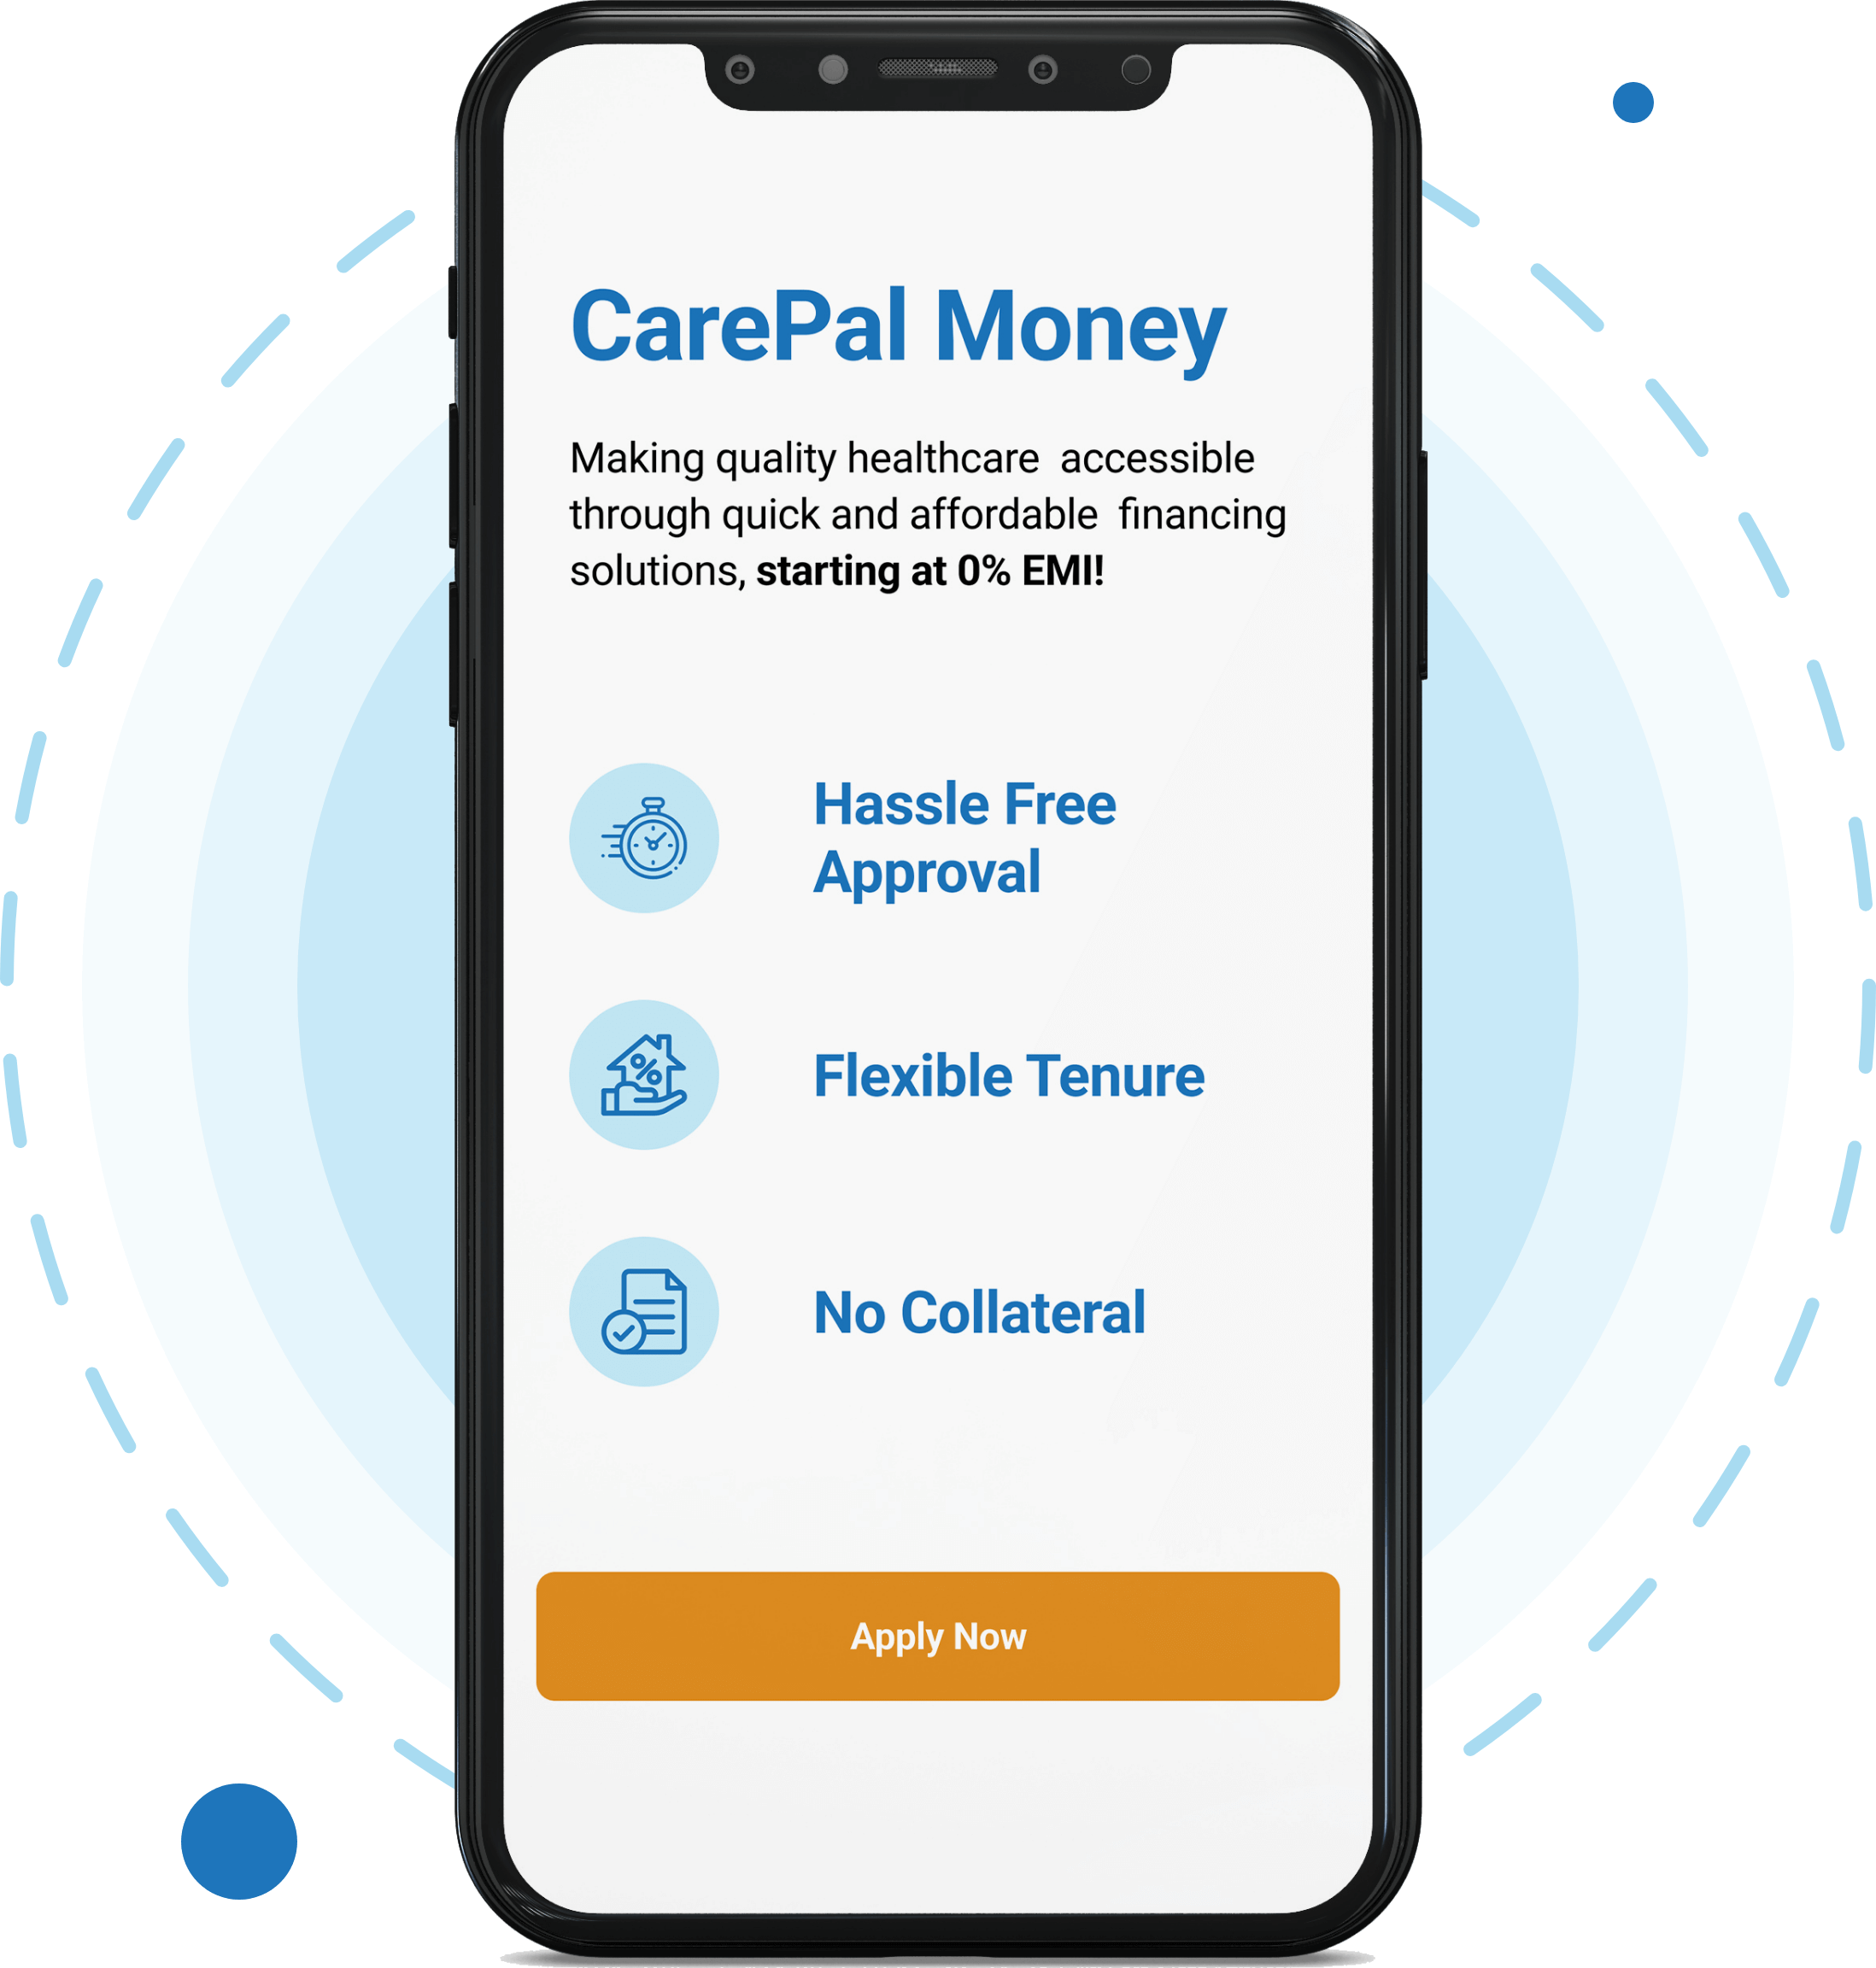 CarePal Money
Making quality healthcare accessible
through quick and affordable financing
solutions, starting at 0% EMI!
Hassle Free
Approval
Flexible Tenure
No Collateral
Apply Now